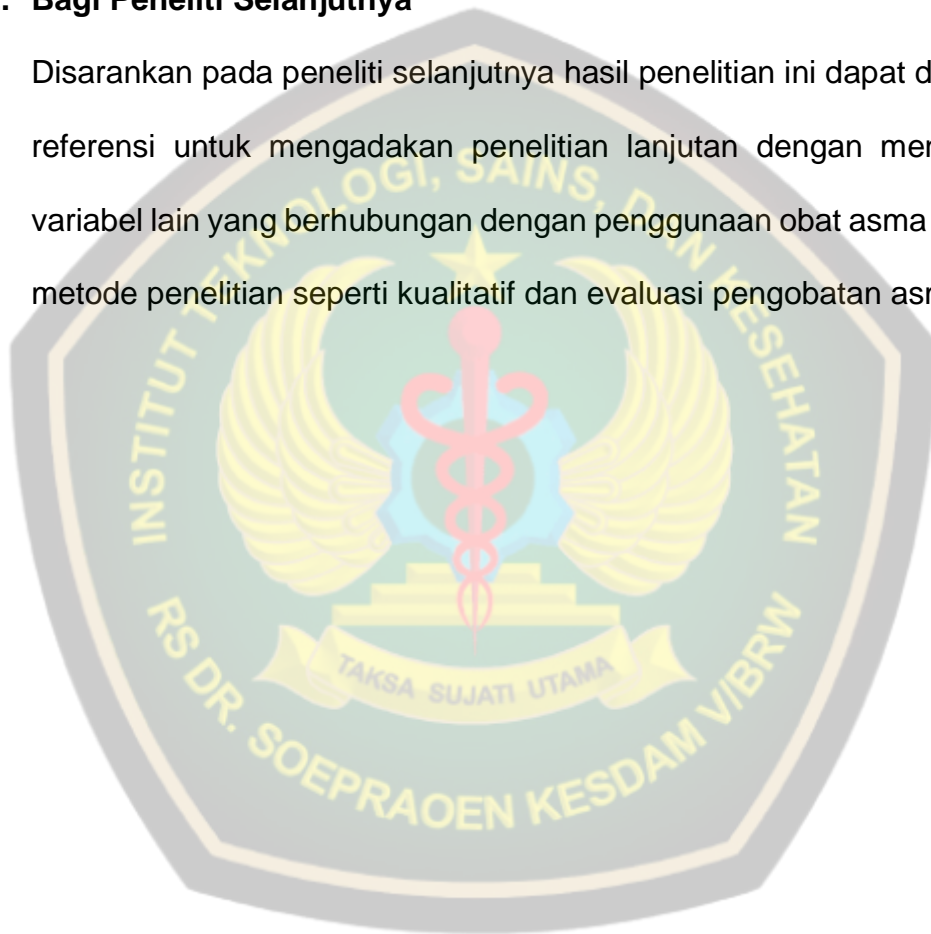 . Bagi Peneliti Selanjutnya
Disarankan pada peneliti selanjutnya hasil penelitian ini dapat
referensi untuk mengadakan penelitian lanjutan dengan
variabel lain yang berhubungan dengan penggunaan obat asma
metode penelitian seperti kualitatif dan evaluasi pengobatan
INSTITUT TEKNOLOGI, SAINS, DAN KESEHATAN
TAKSA SUJATI UTAMA
RS DR. SOEPRAOEN KESDAM V/BRW